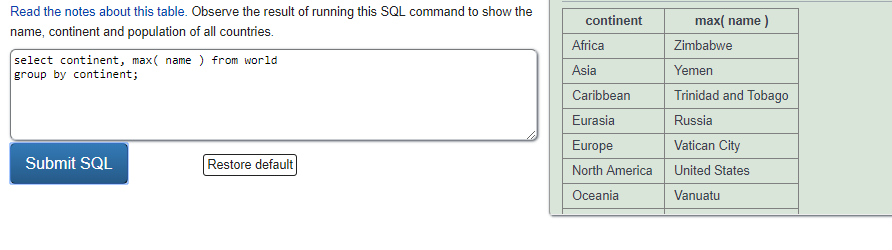 Read the notes about this table. Observe the result of running this SQL command to show the
name, continent and population of all countries.
select continent, max( name ) from world
group by continent;
Submit SQL
Restore default
continent max( name )
Africa Zimbabwe
Asia Yemen
Caribbean Trinidad and Tobago
Eurasia Russia
Europe Vatican City
North America United States
Oceania Vanuatu